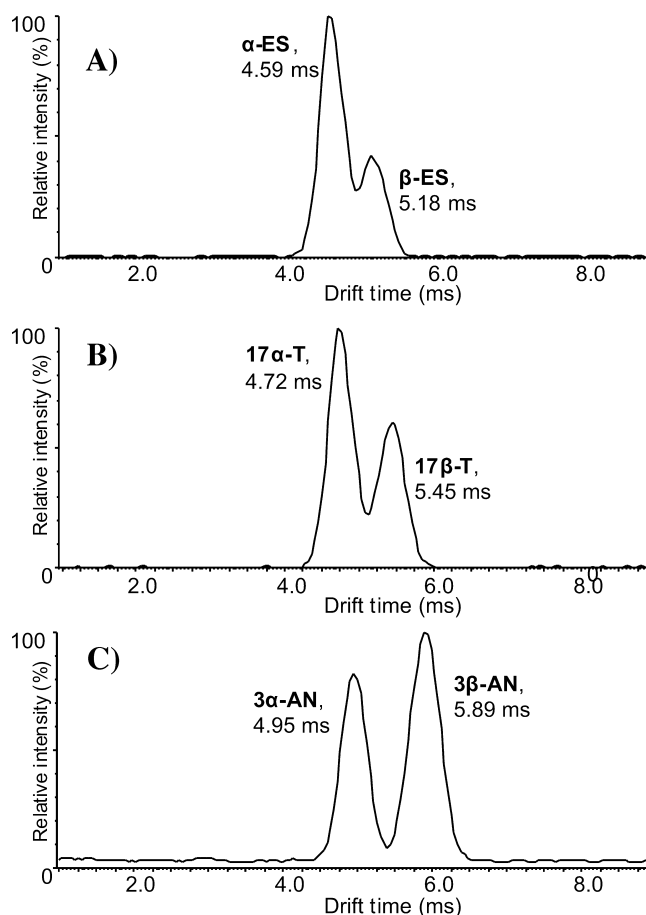 100
A)
α-ES,
4.59 ms
β-ES,
5.18 ms
Relative intensity (%)
0
2.0 4.0 6.0 8.0
Drift time (ms)
100
B)
17α-T,
4.72 ms
17β-T,
5.45 ms
Relative intensity (%)
0
0
2.0 4.0 6.0 8.0
Drift time (ms)
100
C)
3α-AN,
4.95 ms
3β-AN,
5.89 ms
Relative intensity (%)
0
2.0 4.0 6.0 8.0
Drift time (ms)